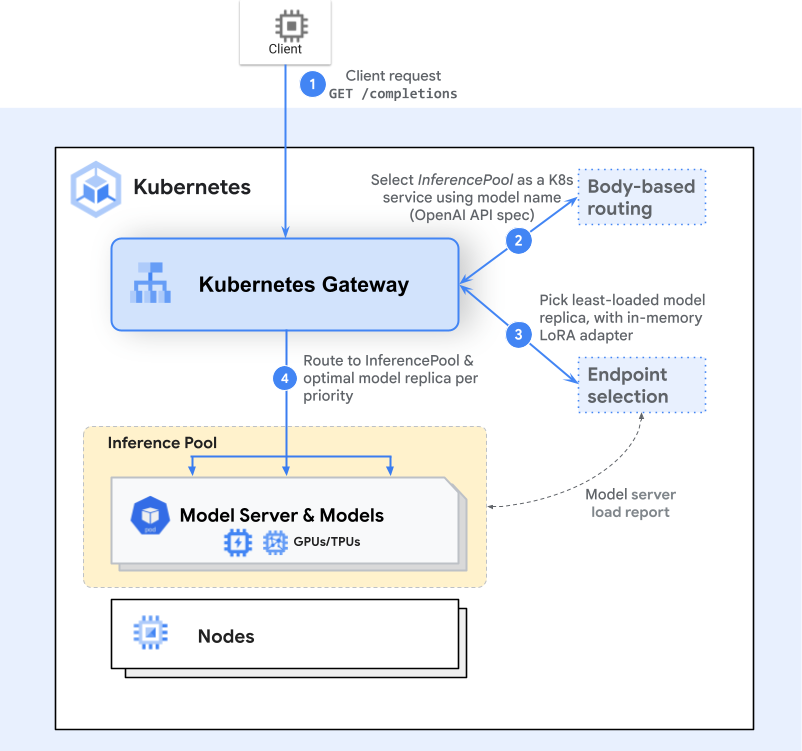 Client
1
Client request
GET /completions
Kubernetes
Select InferencePool as a K8s
service using model name
(OpenAI API spec)
2
Body-based
routing
Kubernetes Gateway
Pick least-loaded model
replica, with in-memory
LoRA adapter
3
Endpoint
selection
4
Route to InferencePool &
optimal model replica per
priority
Inference Pool
Model Server & Models
GPUs/TPUs
Model server
load report
Nodes